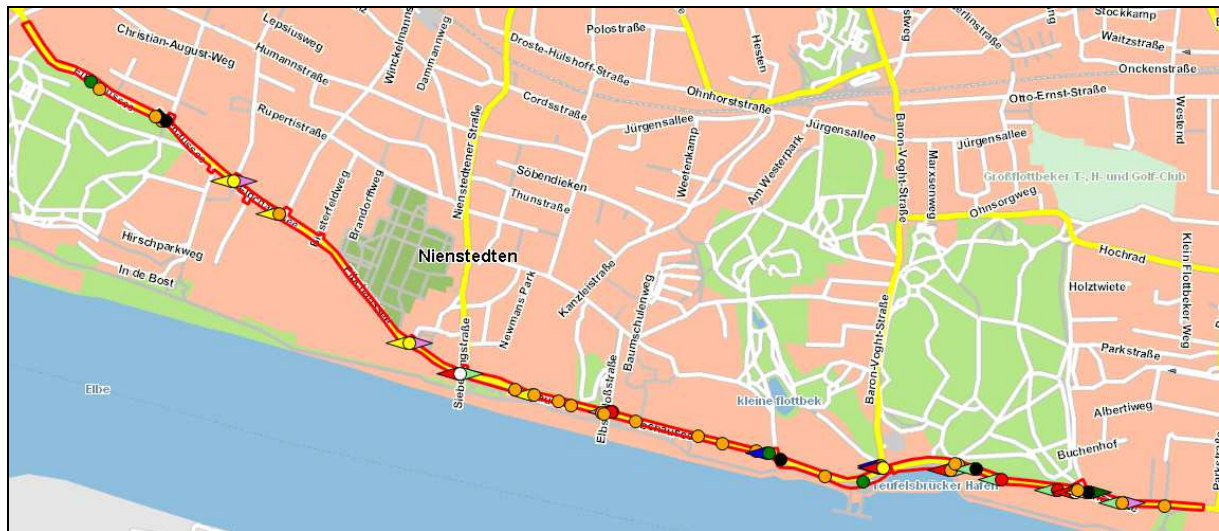 Christian-August-Weg
Lepsiusweg
Humannstraße
Winckelmanns
Dammannweg
Polostraße
Droste-Hülshoff-Straße
Hesten
Stockkamp
Waitzstraße
Onckenstraße
Ohnhorststraße
Otto-Ernst-Straße
Cordsstraße
Jürgensallee
Jürgensallee
Jürgensallee
Westend
Rupertistraße
Nienstedtener Straße
Baron-Voght-Straße
Marxsenweg
Am Westerpark
Weetenkamp
Söbendieken
Thunstraße
Großflottbeker T-, H- und Golf-Club
Ohnsorgweg
Brandorffweg
Hirschparkweg
In de Bost
Nienstedten
Hochrad
Klein Flottbeker Weg
Holztwiete
Kanzleistraße
Newmans Park
Baumschulenweg
Baron-Voght-Straße
Parkstraße
Elbe
kleine flottbek
Albertiweg
Buchenhof
Parkstraße
Teufelsbrücker Hafen